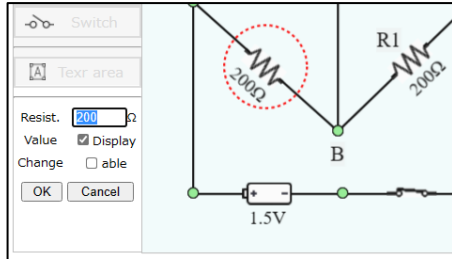 Switch
A Texr area
Resist. 200 Ω
Value Display
Change able
OK Cancel
200Ω
R1
200Ω
B
+ −
1.5V